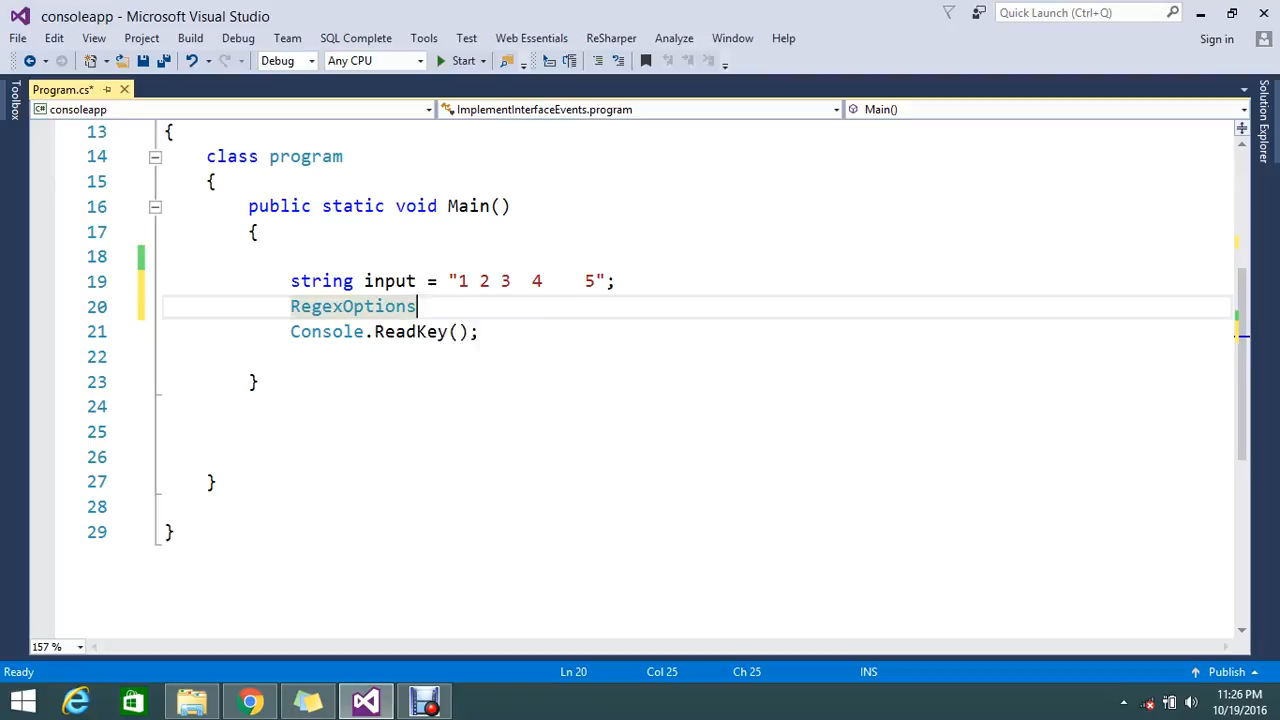 consoleapp - Microsoft Visual Studio
Quick Launch (Ctrl+Q)
File Edit View Project Build Debug Team SQL Complete Tools Test Web Essentials ReSharper Analyze Window Help
Sign in
Debug Any CPU Start
Program.cs*
consoleapp ImplementInterfaceEvents.program Main()
Toolbox
Solution Explorer
13 {
14 class program
15 {
16 public static void Main()
17 {
18
19 string input = "1 2 3  4    5";
20 RegexOptions
21 Console.ReadKey();
22
23 }
24
25
26
27 }
28
29 }
157 %
Ready Ln 20 Col 25 Ch 25 INS Publish
11:26 PM
10/19/2016